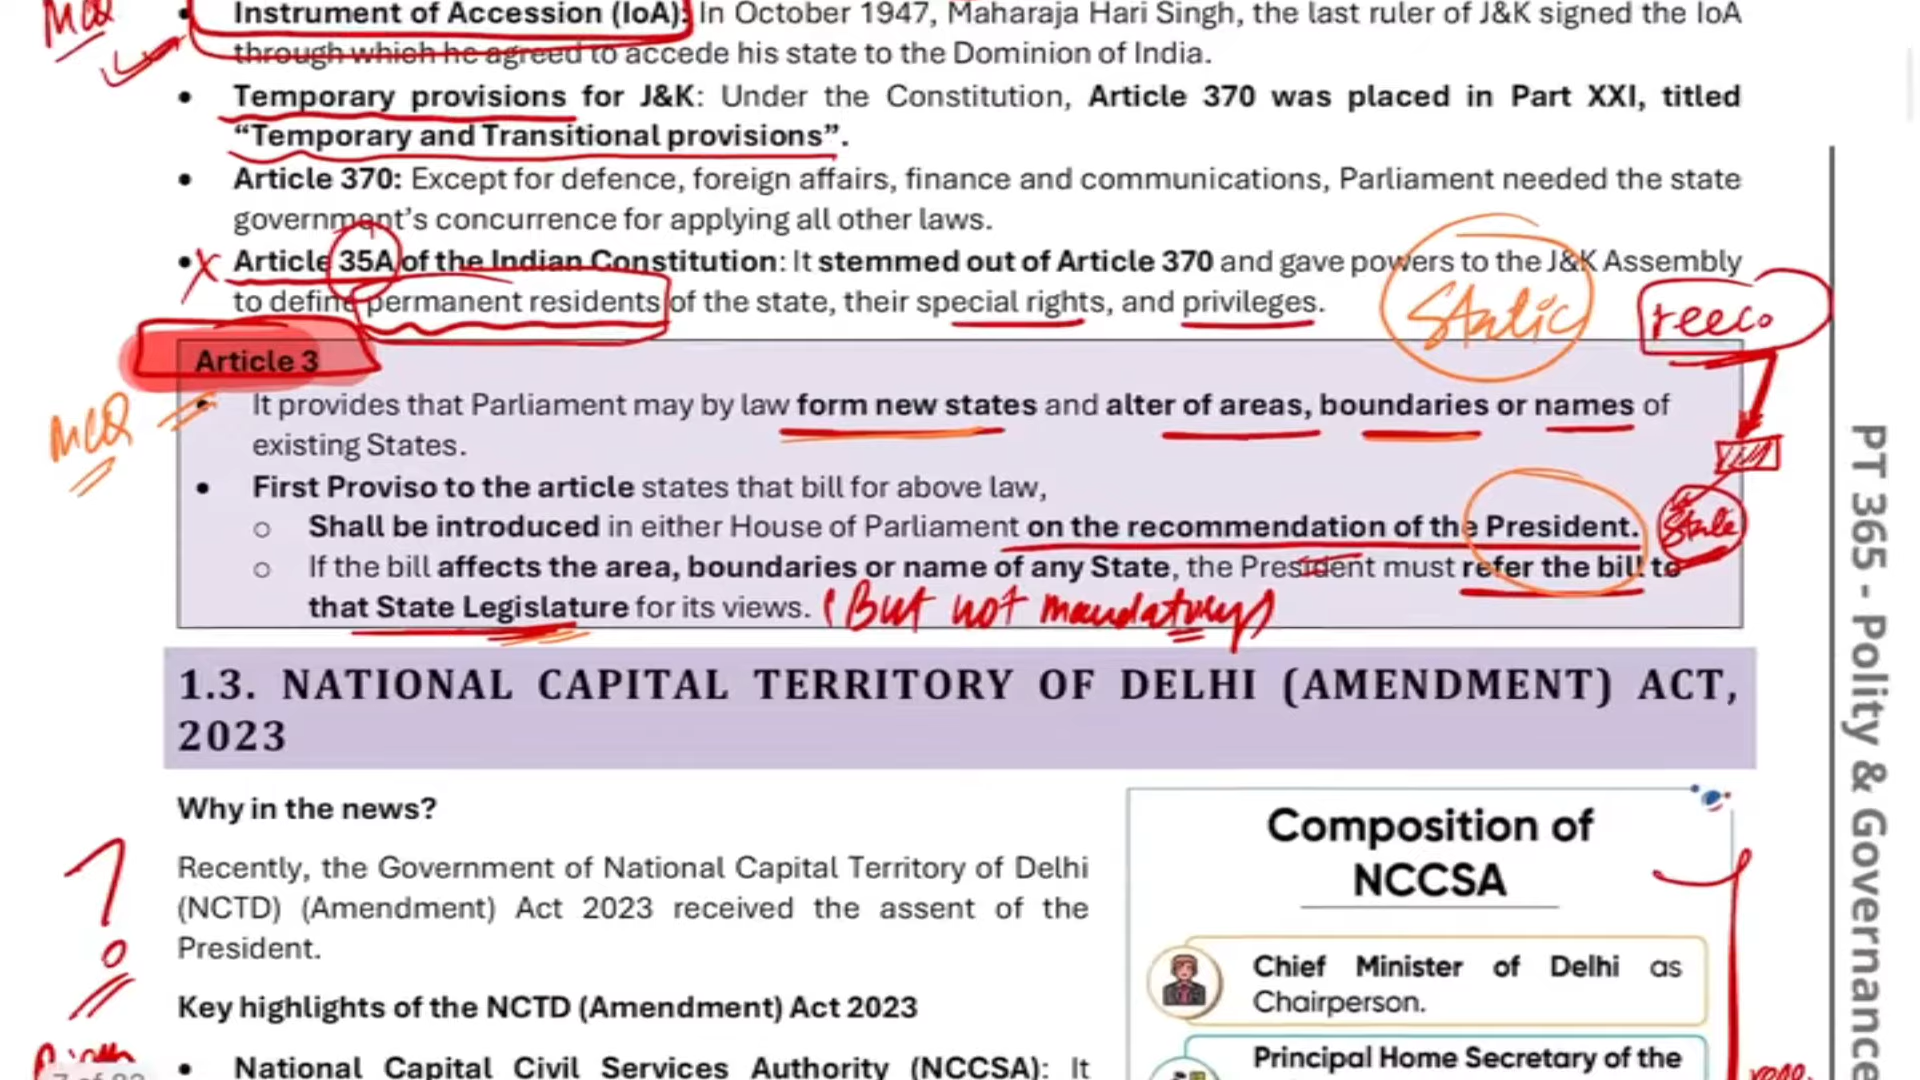 MCQ
• Instrument of Accession (IoA): In October 1947, Maharaja Hari Singh, the last ruler of J&K signed the IoA
through which he agreed to accede his state to the Dominion of India.
• Temporary provisions for J&K: Under the Constitution, Article 370 was placed in Part XXI, titled
“Temporary and Transitional provisions”.
• Article 370: Except for defence, foreign affairs, finance and communications, Parliament needed the state
government’s concurrence for applying all other laws.
• Article 35A of the Indian Constitution: It stemmed out of Article 370 and gave powers to the J&K Assembly
to define permanent residents of the state, their special rights, and privileges.
Static
reeco
Article 3
MCQ
• It provides that Parliament may by law form new states and alter of areas, boundaries or names of
existing States.
• First Proviso to the article states that bill for above law,
o Shall be introduced in either House of Parliament on the recommendation of the President.
State
o If the bill affects the area, boundaries or name of any State, the President must refer the bill to
that State Legislature for its views. (But not mandatory)
1.3. NATIONAL CAPITAL TERRITORY OF DELHI (AMENDMENT) ACT,
2023
Why in the news?
Recently, the Government of National Capital Territory of Delhi
(NCTD) (Amendment) Act 2023 received the assent of the
President.
Key highlights of the NCTD (Amendment) Act 2023
• National Capital Civil Services Authority (NCCSA): It
Composition of
NCCSA
Chief Minister of Delhi as
Chairperson.
Principal Home Secretary of the
PT 365 - Polity & Governance